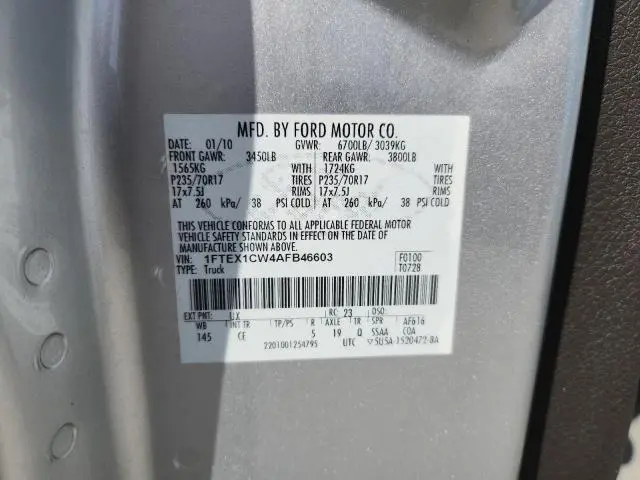 MFD. BY FORD MOTOR CO.
DATE: 01/10 GVWR: 6700LB/ 3039KG
FRONT GAWR: 3450LB REAR GAWR: 3800LB
1565KG WITH 1724KG WITH
P235/70R17 TIRES P235/70R17 TIRES
17x7.5J RIMS 17x7.5J RIMS
AT 260 kPa/ 38 PSI COLD AT 260 kPa/ 38 PSI COLD
THIS VEHICLE CONFORMS TO ALL APPLICABLE FEDERAL MOTOR
VEHICLE SAFETY STANDARDS IN EFFECT ON THE DATE OF
MANUFACTURE SHOWN ABOVE.
VIN: 1FTEX1CW4AFB46603 F0100
TYPE: Truck T0728
EXT PNT: UX RC: 23 DSO:
WB INT TR TP/PS R AXLE TR SPR AF616
145 CE 5 19 Q SSAA COA
2201001254795 UTC 5U5A-1520472-BA